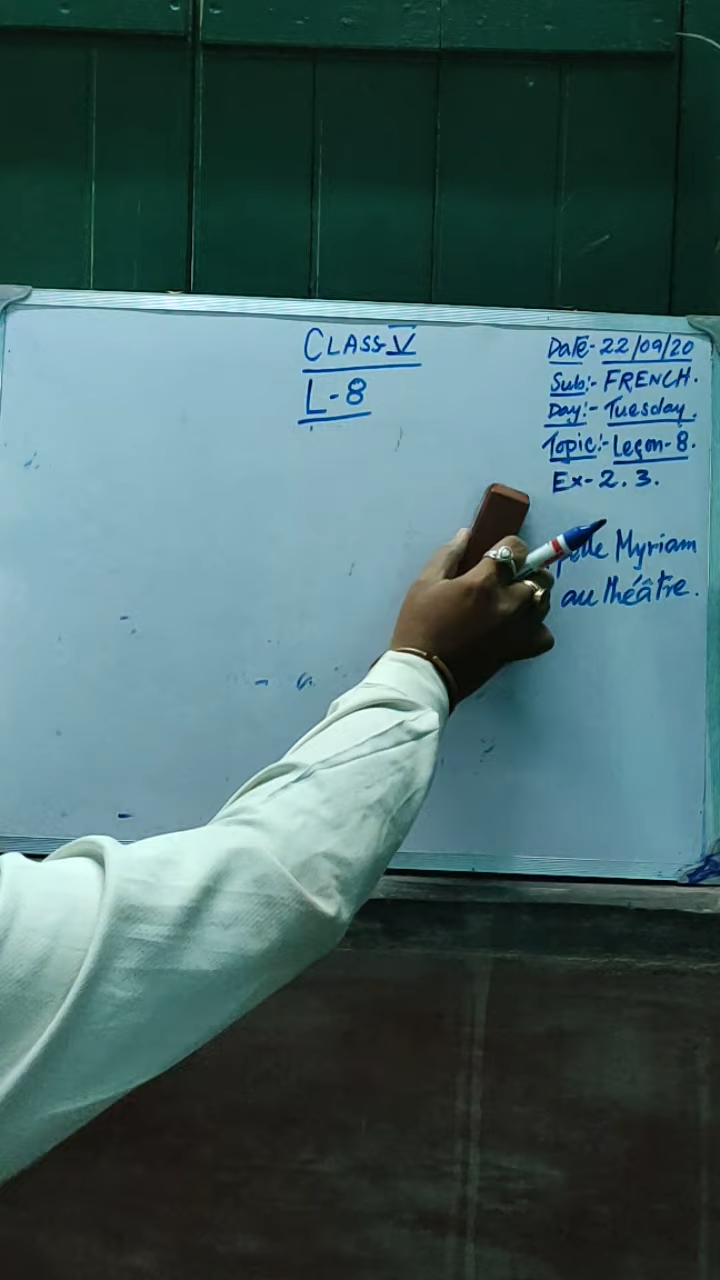 CLASS-V
L-8
Date- 22/09/20
Sub:- FRENCH.
Day:- Tuesday.
Topic:- Leçon-8.
Ex-2.3.
Myriam
au théâtre.